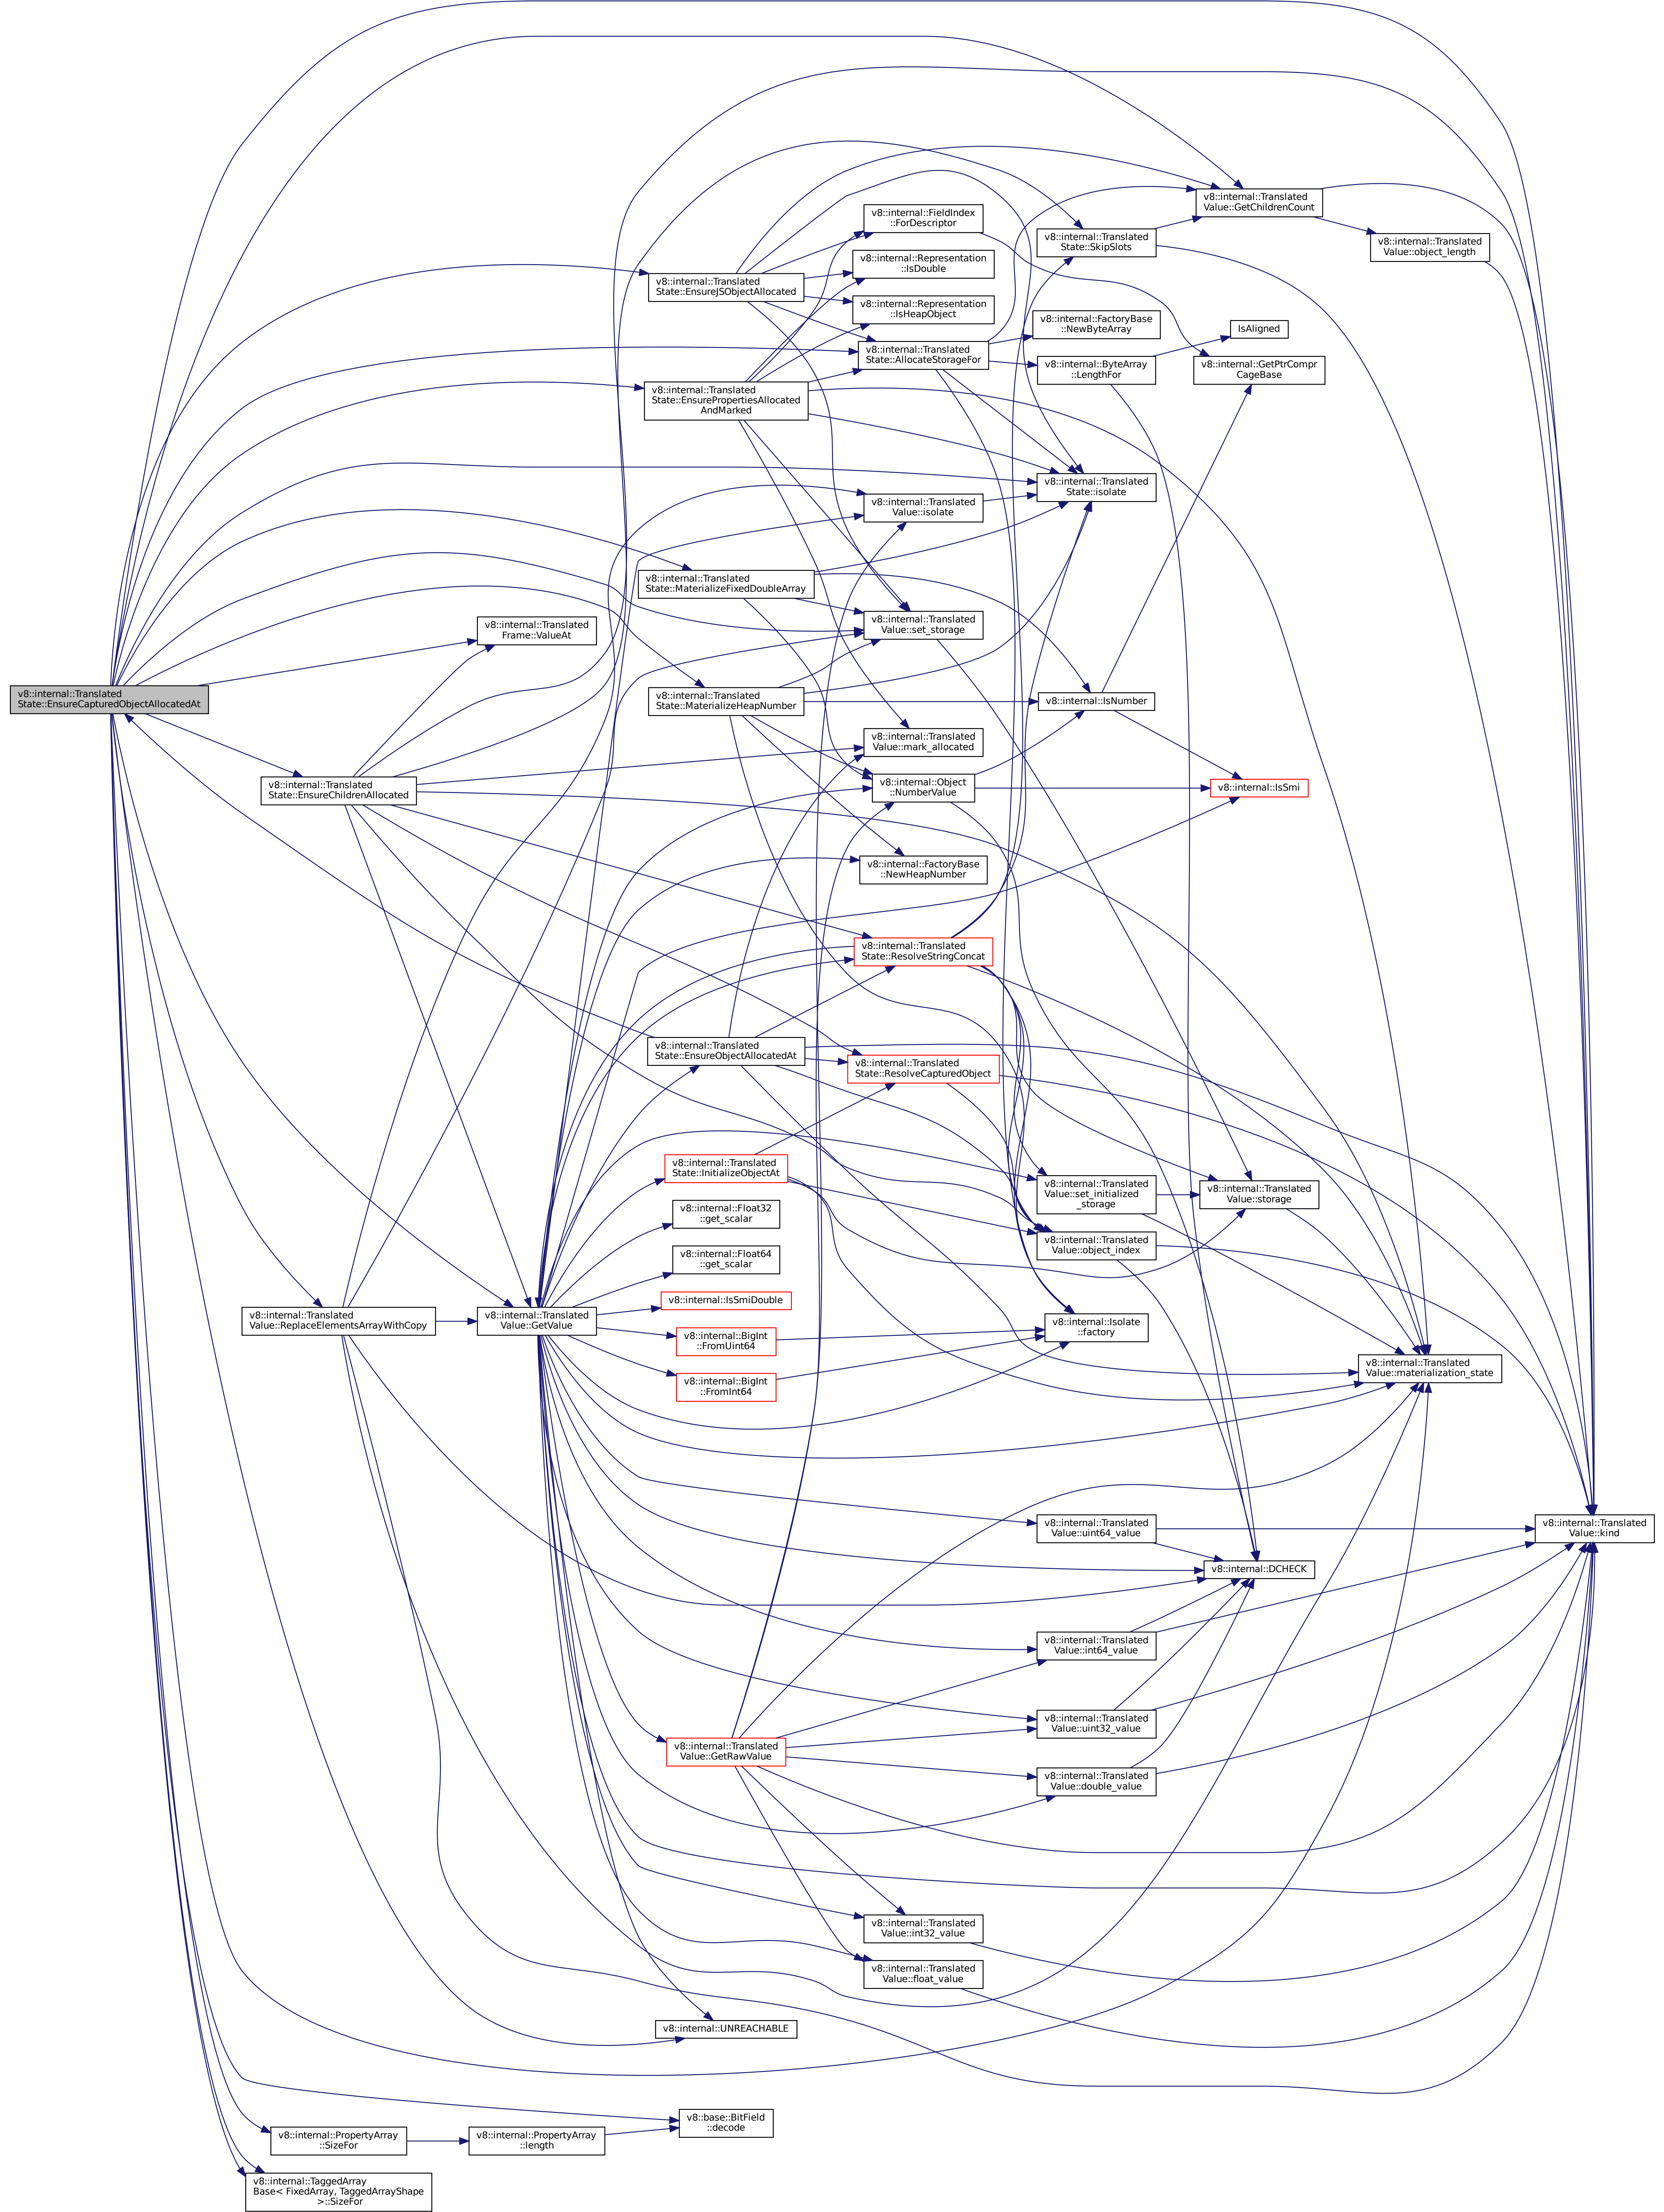 v8::internal::Translated
State::EnsureCapturedObjectAllocatedAt
v8::internal::Translated
State::EnsureChildrenAllocated
v8::internal::Translated
Value::ReplaceElementsArrayWithCopy
v8::internal::PropertyArray
::SizeFor
v8::internal::TaggedArray
Base< FixedArray, TaggedArrayShape
>::SizeFor
v8::internal::Translated
Frame::ValueAt
v8::internal::Translated
Value::GetValue
v8::internal::PropertyArray
::length
v8::internal::Translated
State::EnsureJSObjectAllocated
v8::internal::Translated
State::EnsurePropertiesAllocated
AndMarked
v8::internal::Translated
State::MaterializeFixedDoubleArray
v8::internal::Translated
State::MaterializeHeapNumber
v8::internal::Translated
State::EnsureObjectAllocatedAt
v8::internal::Translated
State::InitializeObjectAt
v8::internal::Float32
::get_scalar
v8::internal::Float64
::get_scalar
v8::internal::IsSmiDouble
v8::internal::BigInt
::FromUint64
v8::internal::BigInt
::FromInt64
v8::internal::Translated
Value::GetRawValue
v8::internal::UNREACHABLE
v8::base::BitField
::decode
v8::internal::FieldIndex
::ForDescriptor
v8::internal::Representation
::IsDouble
v8::internal::Representation
::IsHeapObject
v8::internal::Translated
State::AllocateStorageFor
v8::internal::Translated
Value::isolate
v8::internal::Translated
Value::set_storage
v8::internal::Translated
Value::mark_allocated
v8::internal::Object
::NumberValue
v8::internal::FactoryBase
::NewHeapNumber
v8::internal::Translated
State::ResolveStringConcat
v8::internal::Translated
State::ResolveCapturedObject
v8::internal::Translated
Value::int32_value
v8::internal::Translated
Value::float_value
v8::internal::Translated
State::SkipSlots
v8::internal::FactoryBase
::NewByteArray
v8::internal::ByteArray
::LengthFor
v8::internal::Translated
State::isolate
v8::internal::IsNumber
v8::internal::Translated
Value::set_initialized
_storage
v8::internal::Translated
Value::object_index
v8::internal::Isolate
::factory
v8::internal::Translated
Value::uint64_value
v8::internal::Translated
Value::int64_value
v8::internal::Translated
Value::uint32_value
v8::internal::Translated
Value::double_value
v8::internal::Translated
Value::GetChildrenCount
IsAligned
v8::internal::GetPtrCompr
CageBase
v8::internal::IsSmi
v8::internal::Translated
Value::storage
v8::internal::DCHECK
v8::internal::Translated
Value::object_length
v8::internal::Translated
Value::materialization_state
v8::internal::Translated
Value::kind